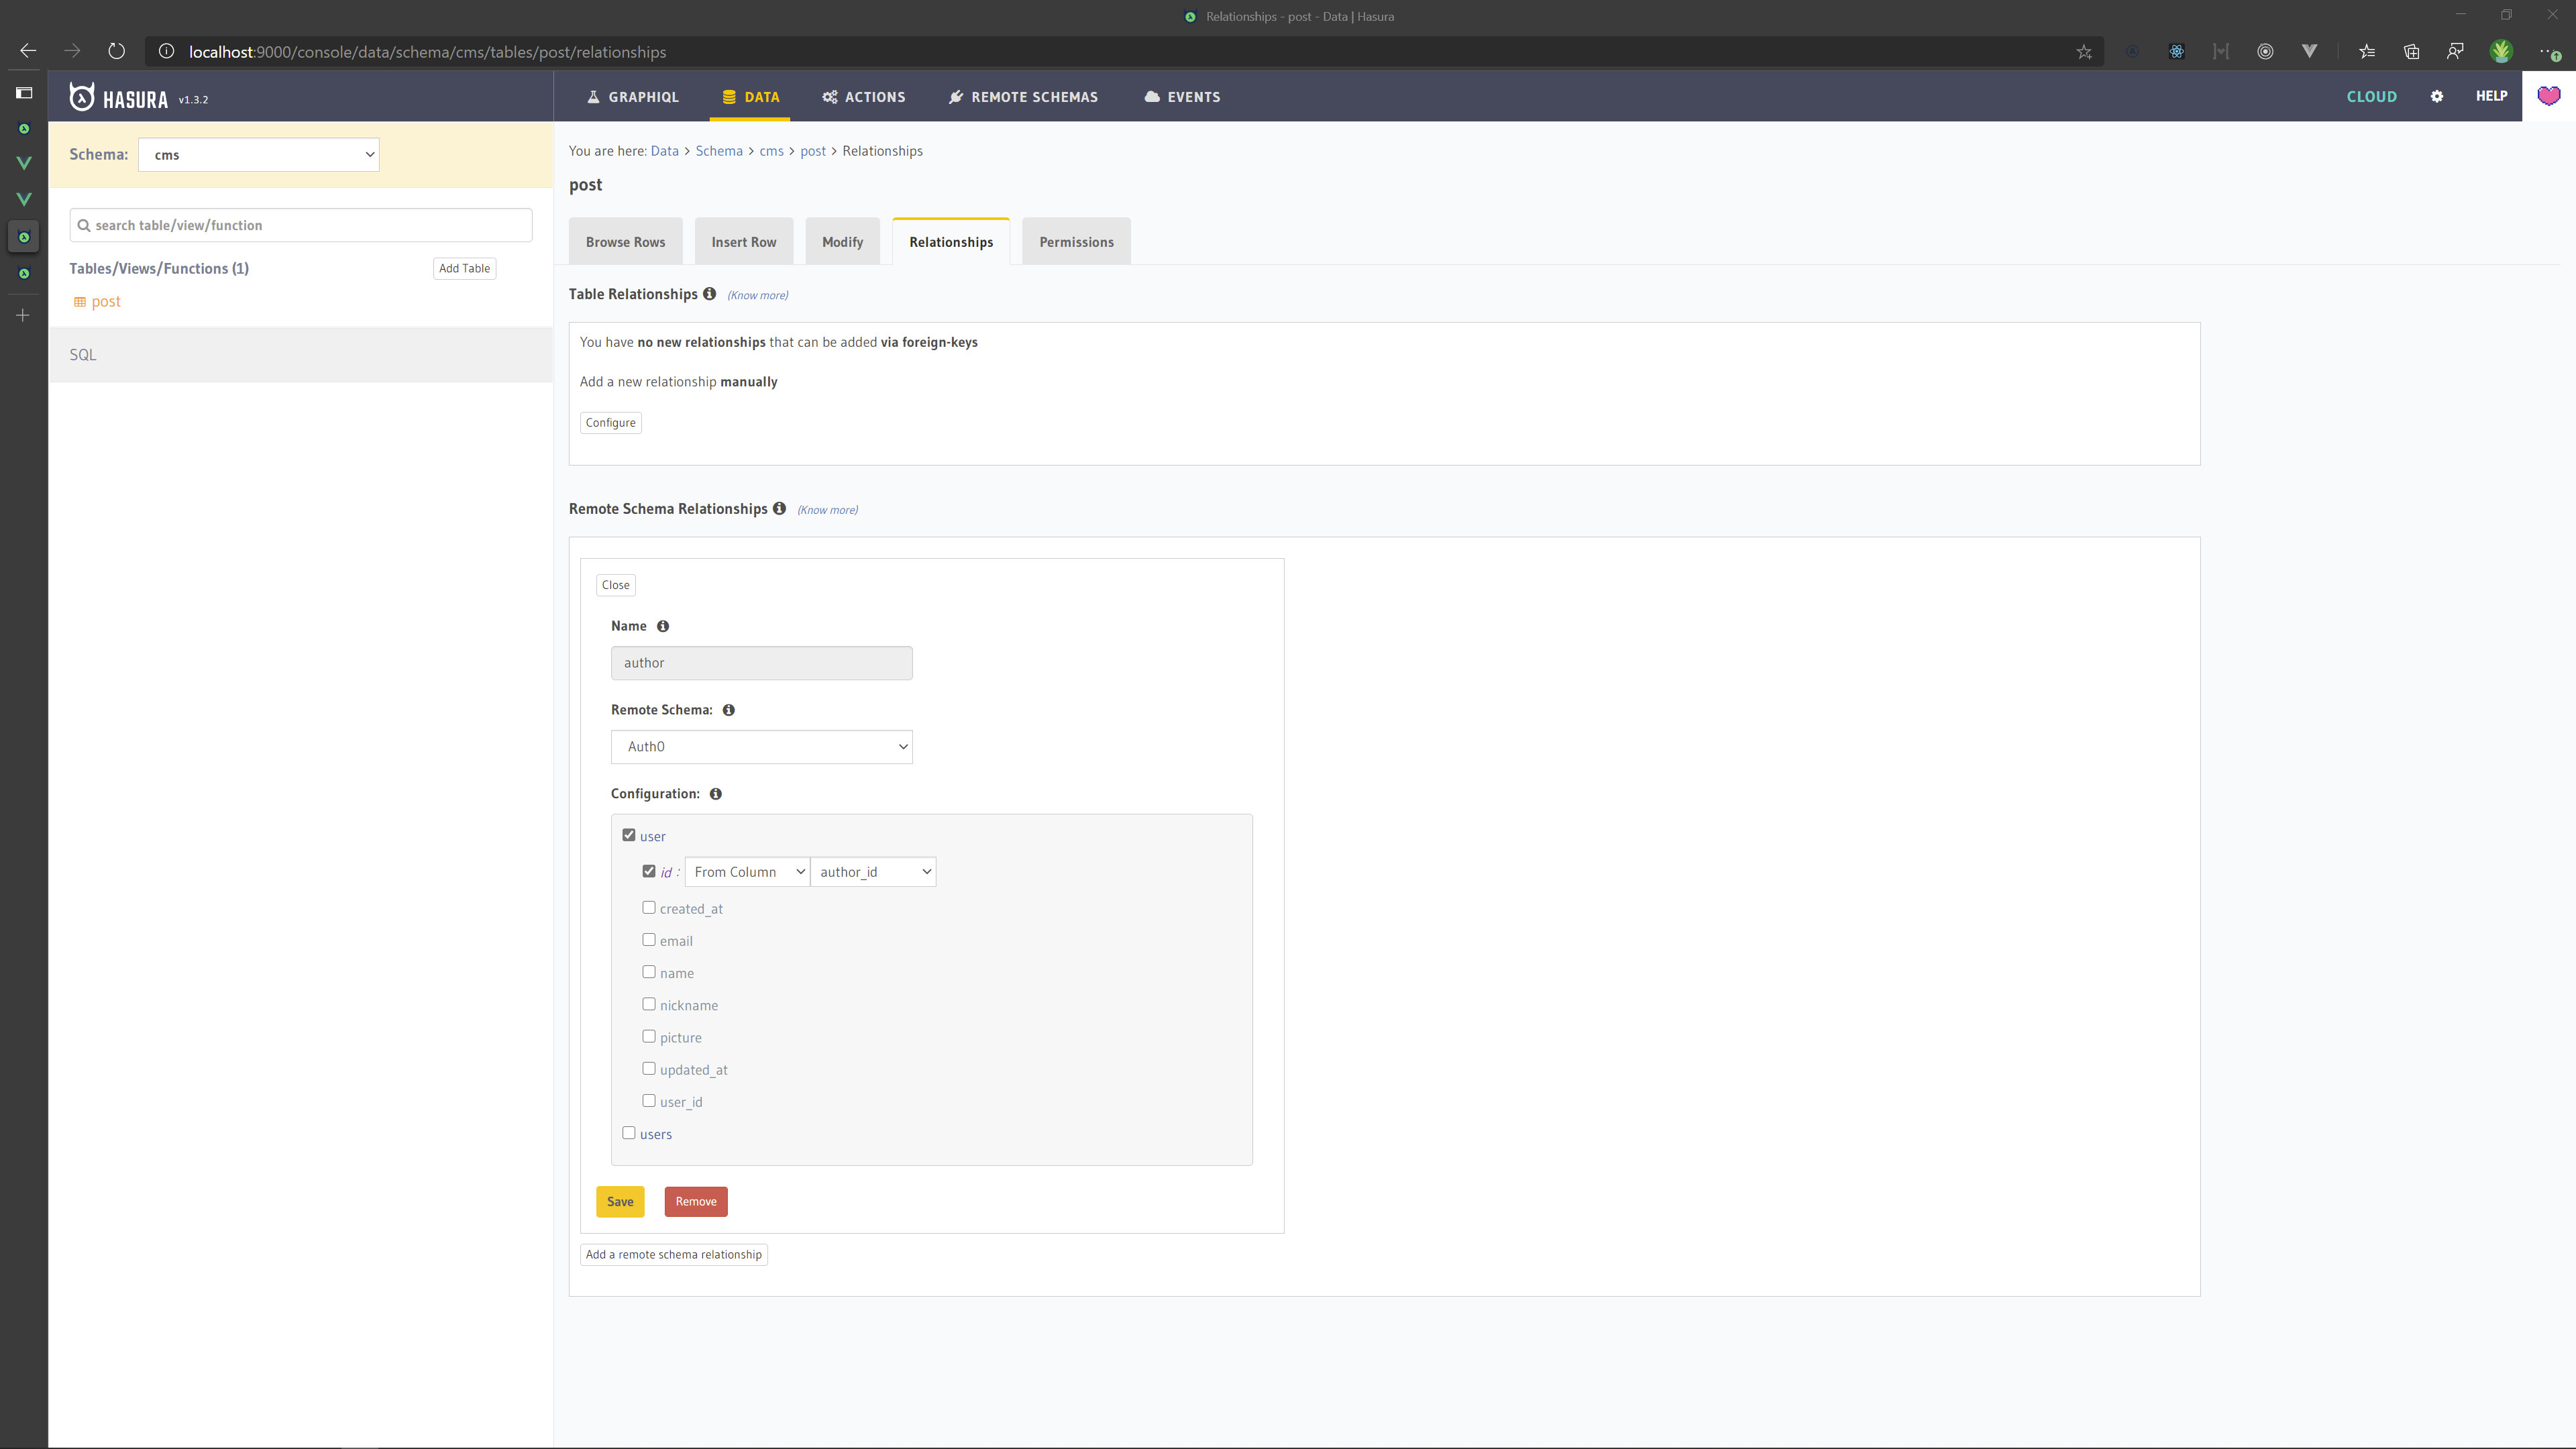 Relationships - post - Data | Hasura
localhost:9000/console/data/schema/cms/tables/post/relationships
HASURA v1.3.2
GRAPHIQL
DATA
ACTIONS
REMOTE SCHEMAS
EVENTS
CLOUD
HELP
Schema:
cms
search table/view/function
Tables/Views/Functions (1)
Add Table
post
SQL
You are here: Data > Schema > cms > post > Relationships
post
Browse Rows
Insert Row
Modify
Relationships
Permissions
Table Relationships
(Know more)
You have no new relationships that can be added via foreign-keys
Add a new relationship manually
Configure
Remote Schema Relationships
(Know more)
Close
Name
author
Remote Schema:
Auth0
Configuration:
user
id : From Column author_id
created_at
email
name
nickname
picture
updated_at
user_id
users
Save
Remove
Add a remote schema relationship